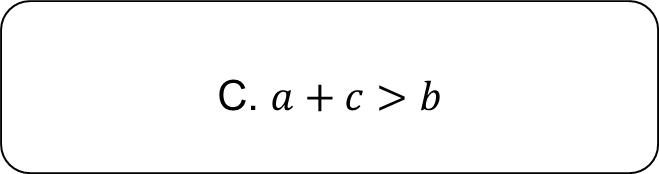 C. 𝑎 + 𝑐 > 𝑏